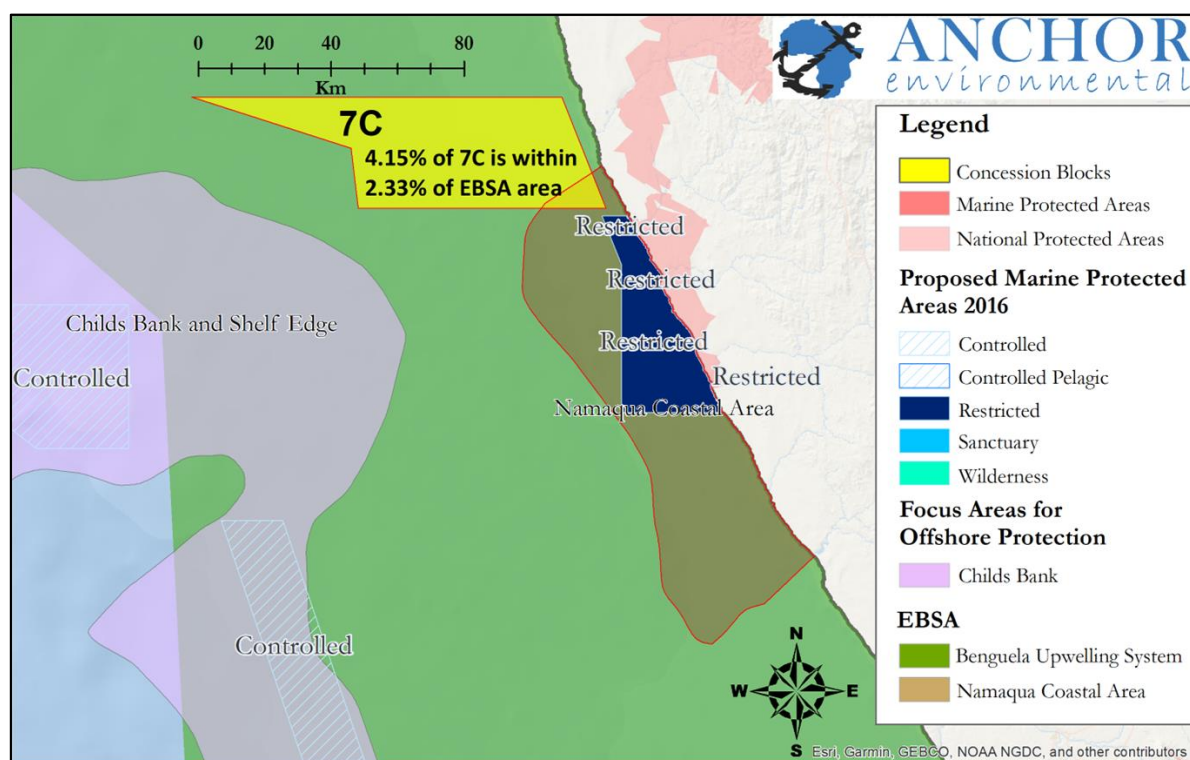 0 20 40 80
Km
7C
4.15% of 7C is within
2.33% of EBSA area
Restricted
Restricted
Restricted
Restricted
Namaqua Coastal Area
Childs Bank and Shelf Edge
Controlled
Controlled
N
W E
S
Esri, Garmin, GEBCO, NOAA NGDC, and other contributors
ANCHOR
environmental
Legend
Concession Blocks
Marine Protected Areas
National Protected Areas
Proposed Marine Protected
Areas 2016
Controlled
Controlled Pelagic
Restricted
Sanctuary
Wilderness
Focus Areas for
Offshore Protection
Childs Bank
EBSA
Benguela Upwelling System
Namaqua Coastal Area